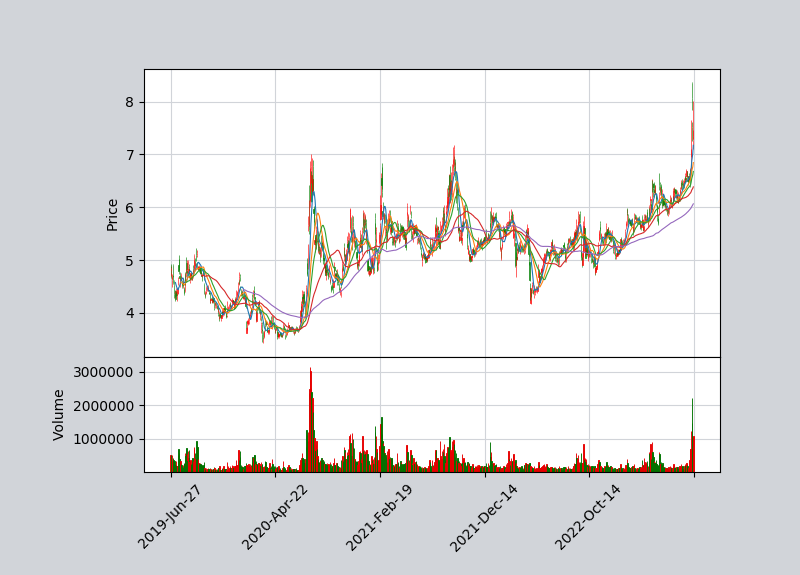 8
7
6
5
4
Price
3000000
2000000
1000000
Volume
2019-Jun-27
2020-Apr-22
2021-Feb-19
2021-Dec-14
2022-Oct-14